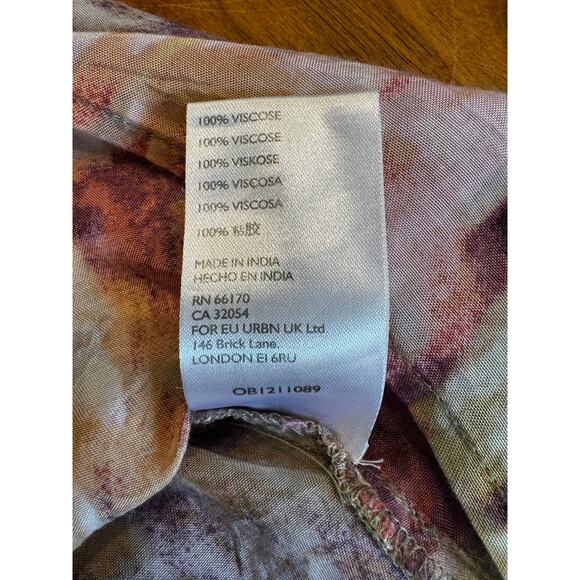 100% VISCOSE
100% VISCOSE
100% VISKOSE
100% VISCOSA
100% VISCOSA
100% 粘胶
MADE IN INDIA
HECHO EN INDIA
RN 66170
CA 32054
FOR EU URBN UK Ltd.
146 Brick Lane,
LONDON E1 6RU
OB1211089